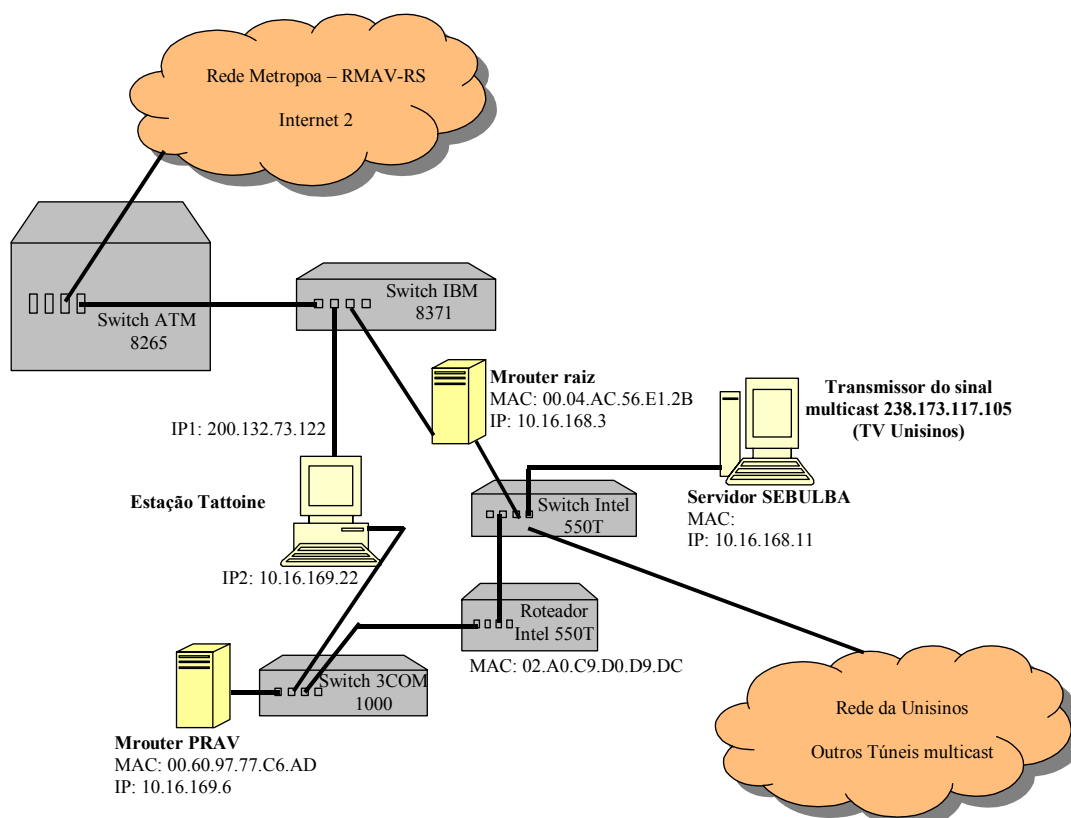 Rede Metropoa – RMAV-RS
Internet 2
Switch ATM
8265
Switch IBM
8371
Mrouter raiz
MAC: 00.04.AC.56.E1.2B
IP: 10.16.168.3
Transmissor do sinal
multicast 238.173.117.105
(TV Unisinos)
IP1: 200.132.73.122
Estação Tattoine
IP2: 10.16.169.22
Switch Intel
550T
Servidor SEBULBA
MAC:
IP: 10.16.168.11
Roteador
Intel 550T
MAC: 02.A0.C9.D0.D9.DC
Switch 3COM
1000
Mrouter PRAV
MAC: 00.60.97.77.C6.AD
IP: 10.16.169.6
Rede da Unisinos
Outros Túneis multicast